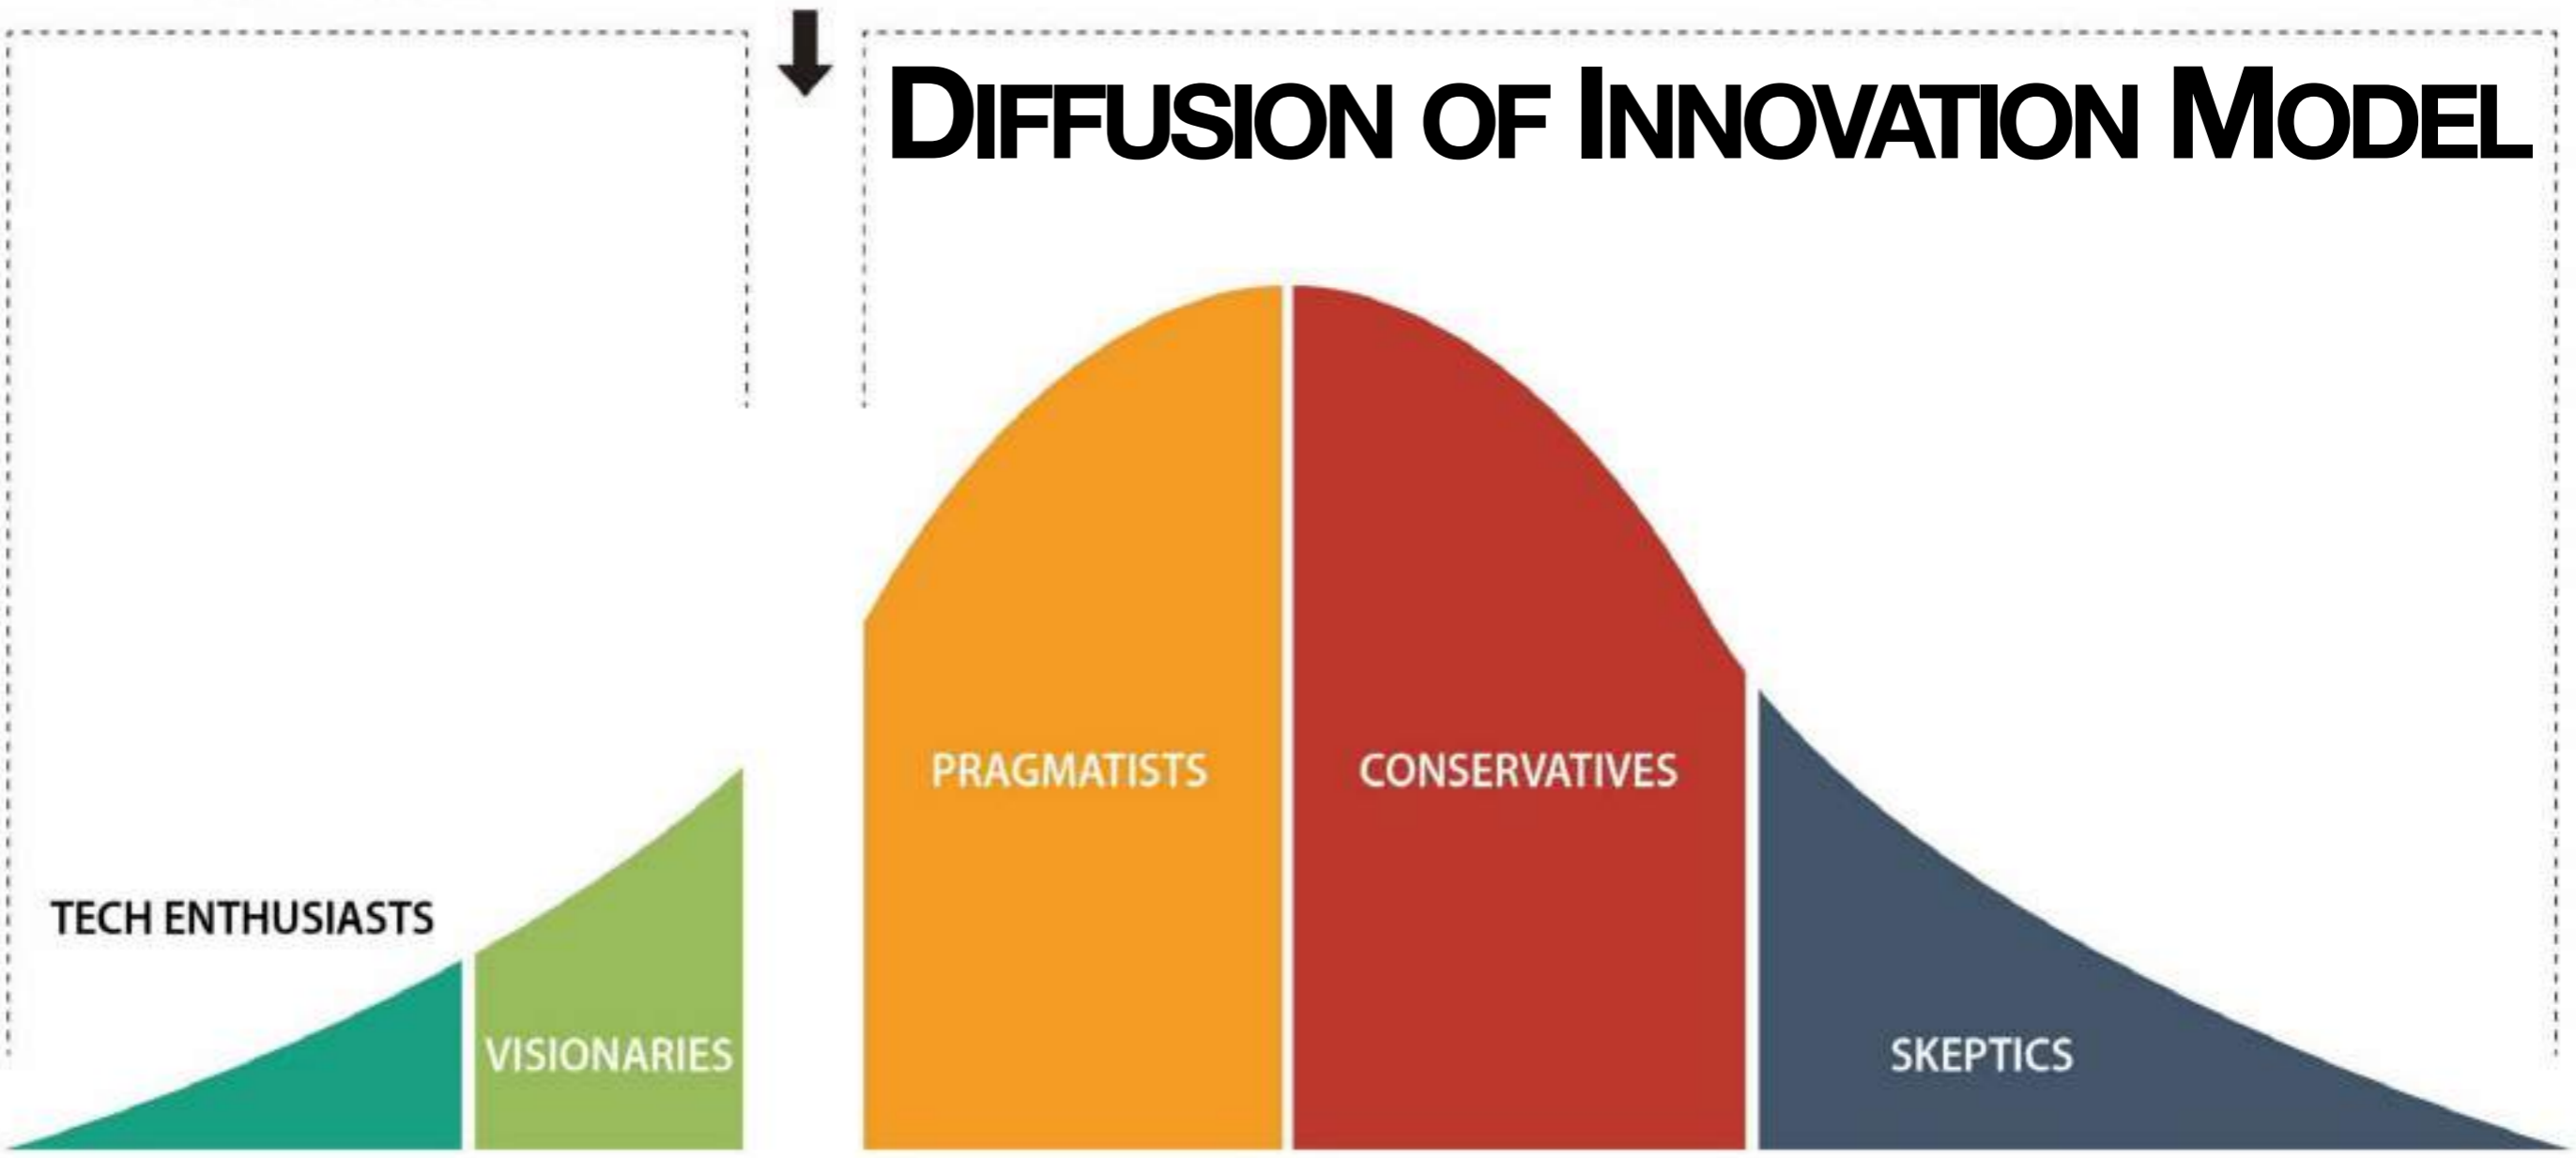 DIFFUSION OF INNOVATION MODEL
PRAGMATISTS
CONSERVATIVES
TECH ENTHUSIASTS
VISIONARIES
SKEPTICS